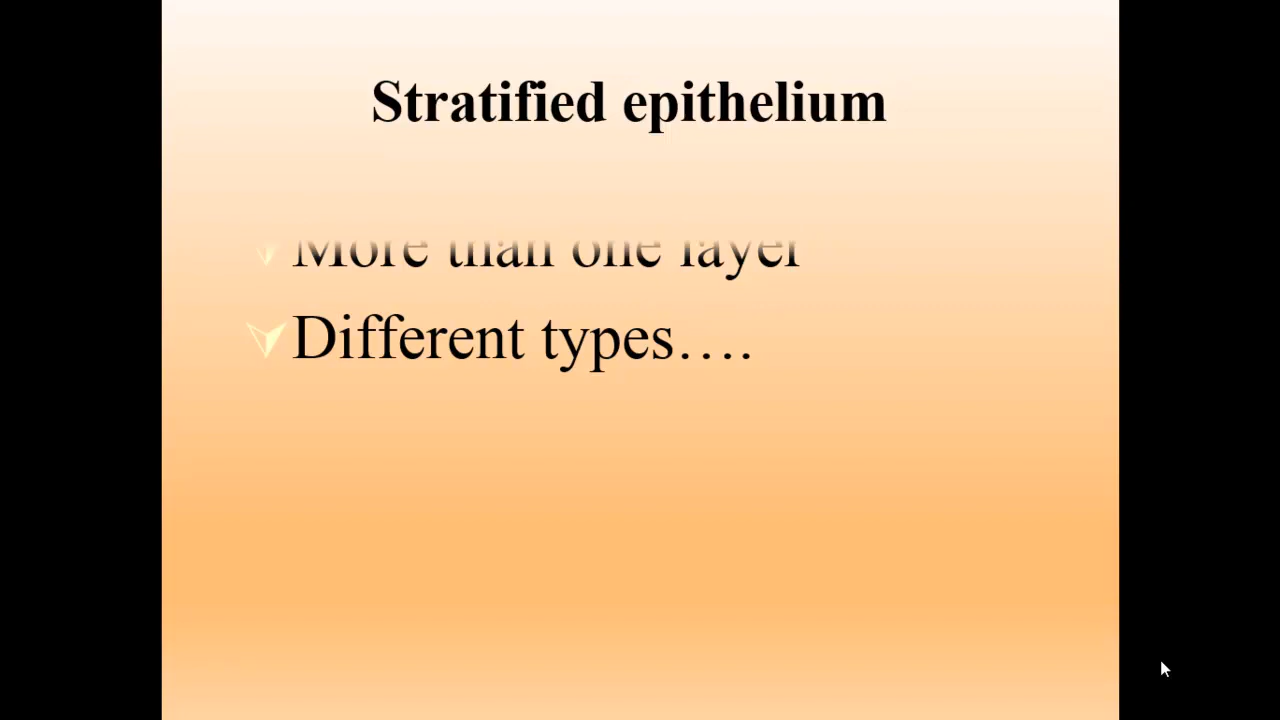 Stratified epithelium
More than one layer
Different types….